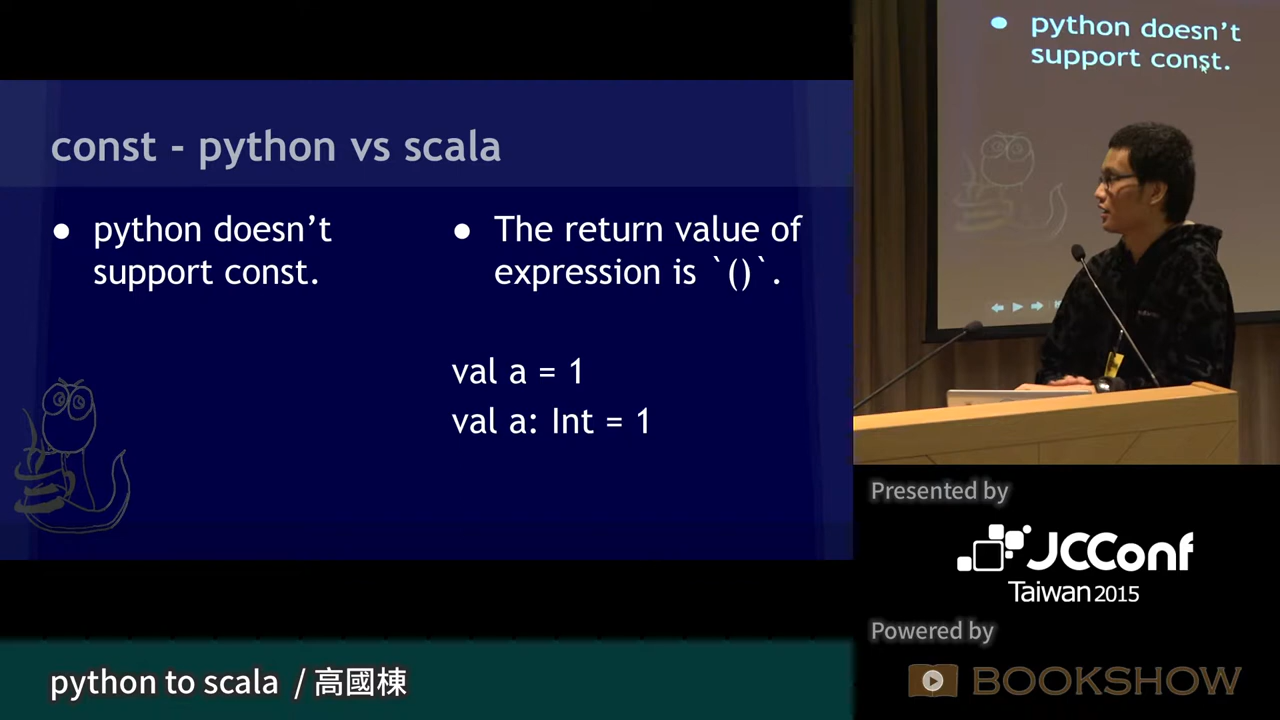 const - python vs scala
● python doesn't
support const.
● The return value of
expression is `()`.
val a = 1
val a: Int = 1
● python doesn't
support const.
Presented by
JCConf
Taiwan 2015
Powered by
BOOKSHOW
python to scala / 高國棟